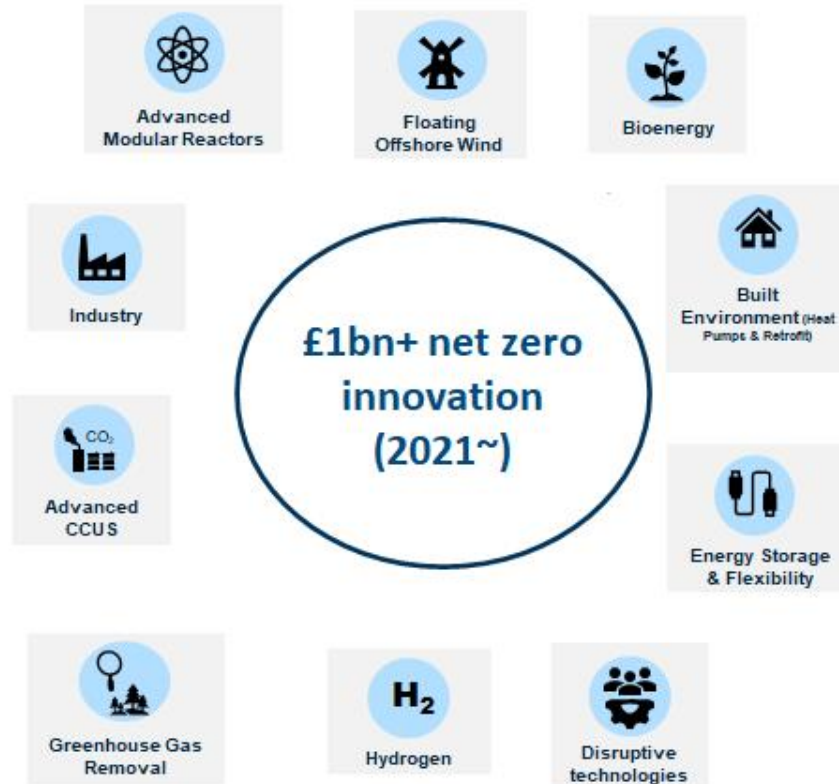 Advanced
Modular Reactors
Floating
Offshore Wind
Bioenergy
Industry
£1bn+ net zero
innovation
(2021~)
Built
Environment (Heat
Pumps & Retrofit)
CO₂
Advanced
CCUS
Energy Storage
& Flexibility
Greenhouse Gas
Removal
H₂
Hydrogen
Disruptive
technologies